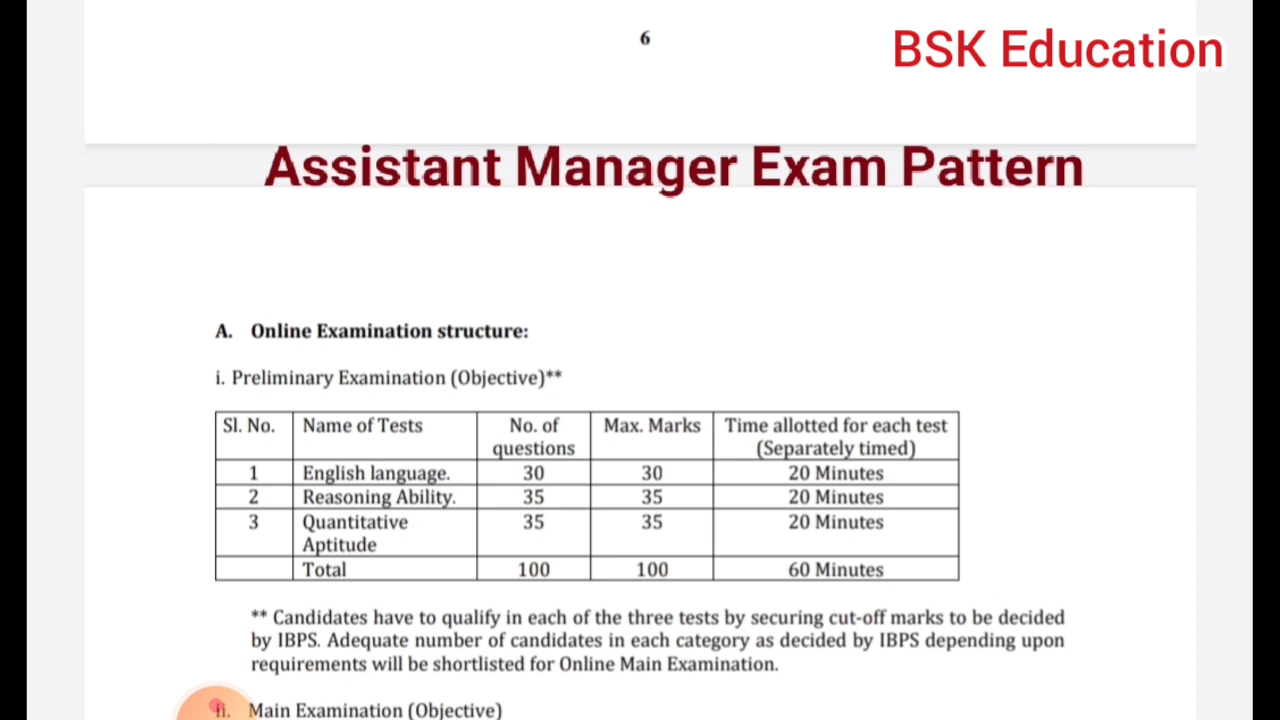 6
BSK Education
Assistant Manager Exam Pattern
A. Online Examination structure:
i. Preliminary Examination (Objective)**
Sl. No. Name of Tests No. of questions Max. Marks Time allotted for each test (Separately timed)
1 English language. 30 30 20 Minutes
2 Reasoning Ability. 35 35 20 Minutes
3 Quantitative Aptitude 35 35 20 Minutes
Total 100 100 60 Minutes
** Candidates have to qualify in each of the three tests by securing cut-off marks to be decided
by IBPS. Adequate number of candidates in each category as decided by IBPS depending upon
requirements will be shortlisted for Online Main Examination.
ii. Main Examination (Objective)